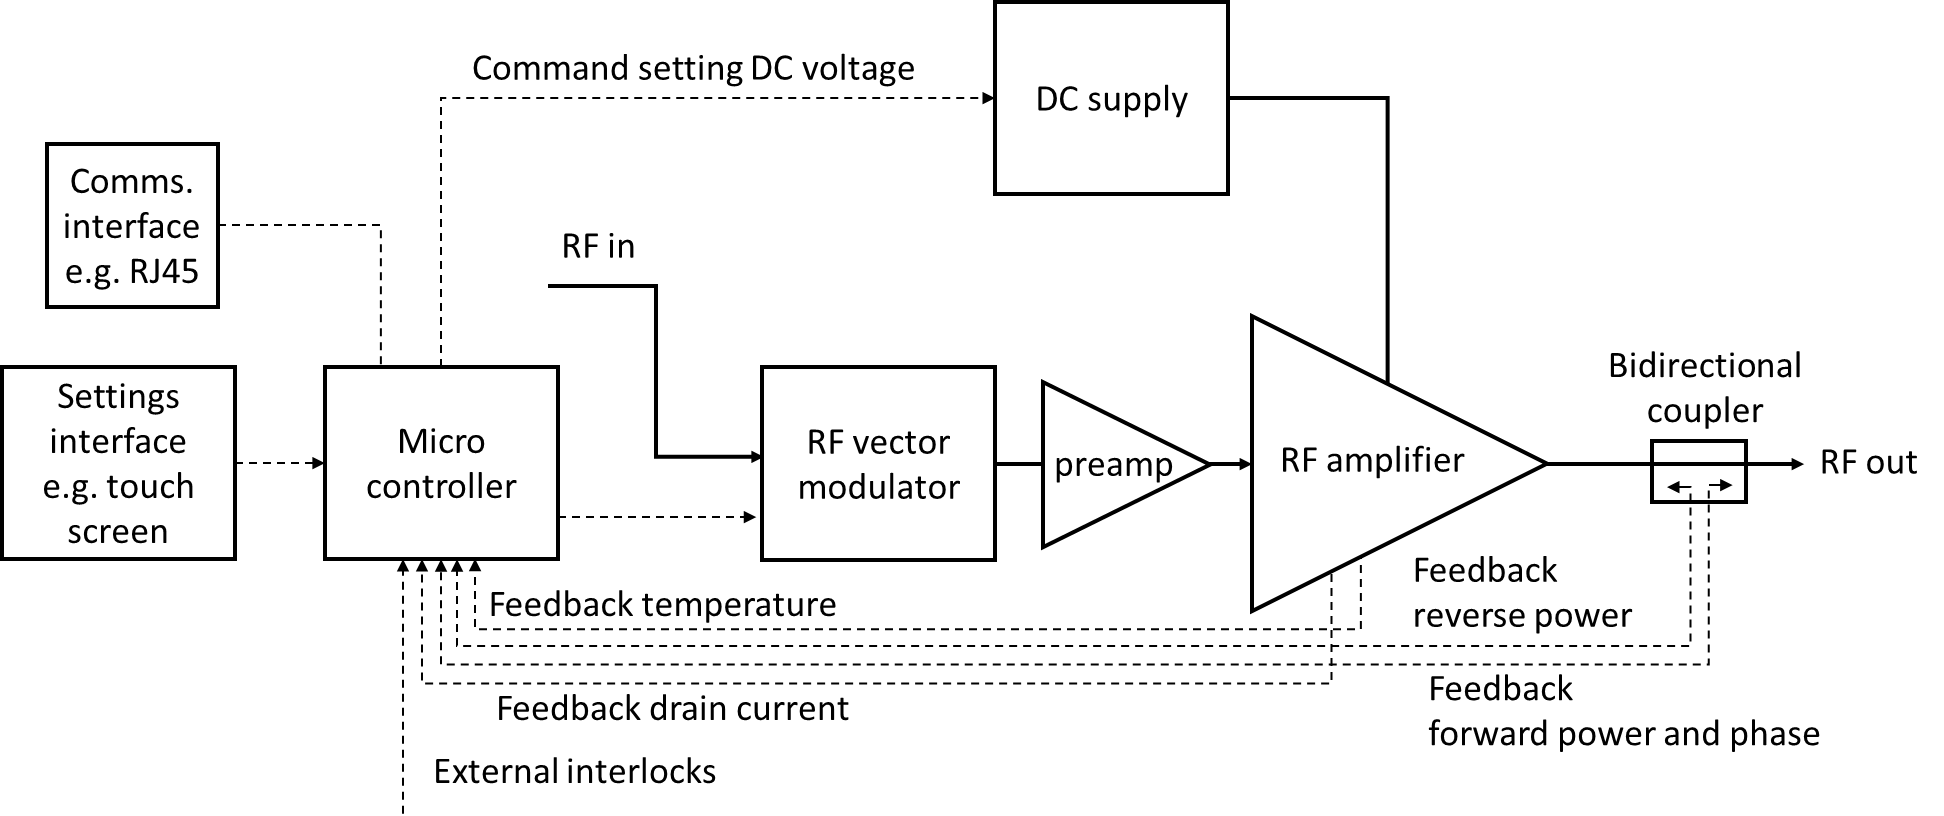 Command setting DC voltage
DC supply
Comms.
interface
e.g. RJ45
RF in
Settings
interface
e.g. touch
screen
Micro
controller
RF vector
modulator
preamp
RF amplifier
Bidirectional
coupler
RF out
Feedback
reverse power
Feedback temperature
Feedback drain current
Feedback
forward power and phase
External interlocks